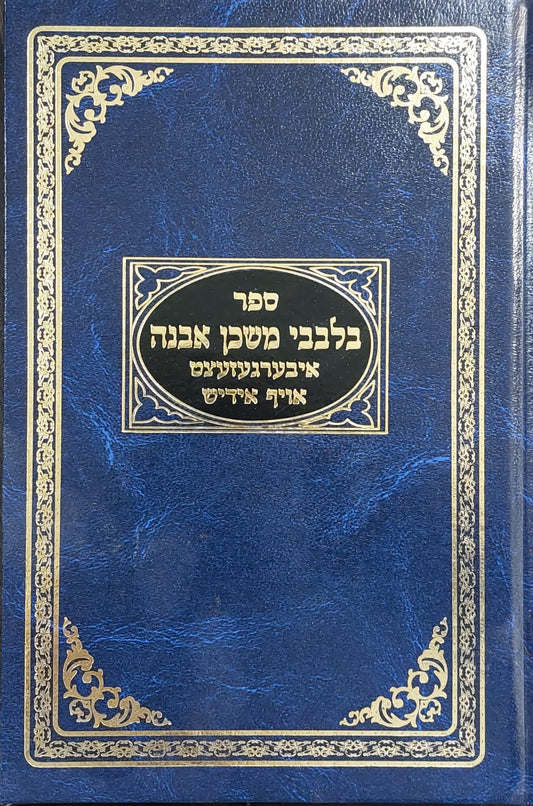 ספר
בלבבי משכן אבנה
איבערגעזעצט
אויף אידיש